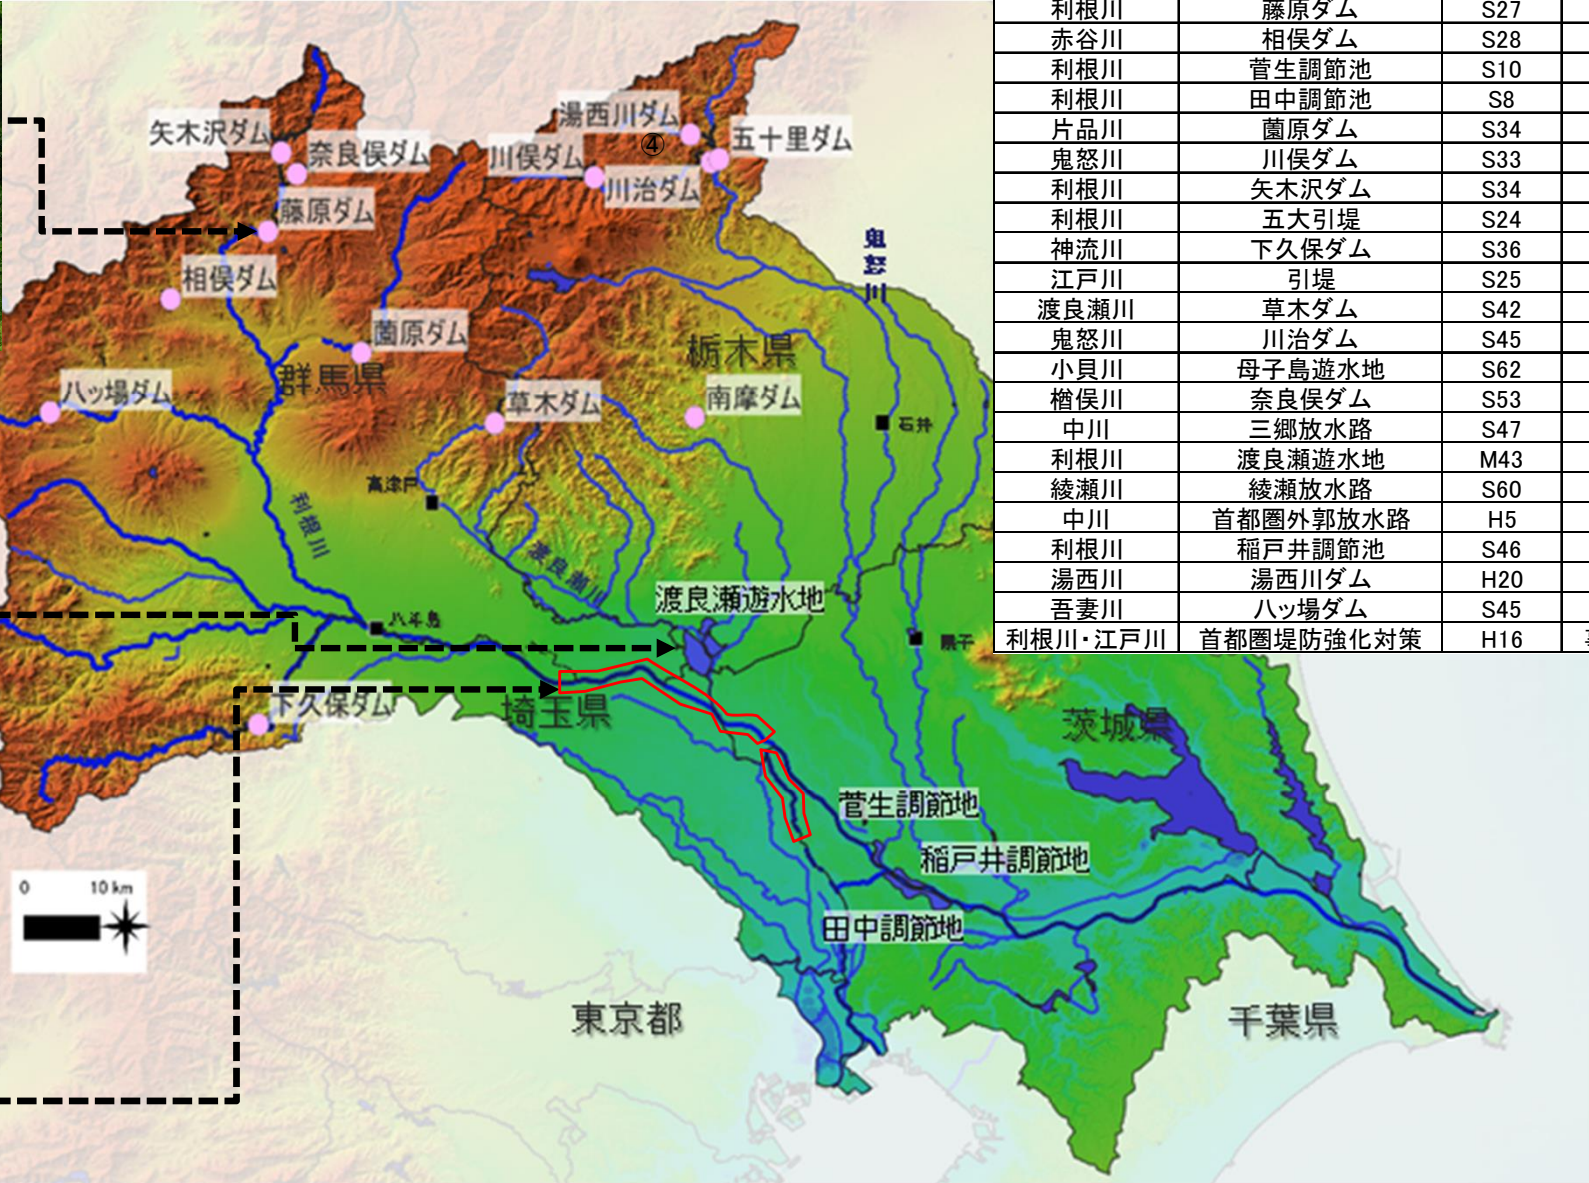 利根川 藤原ダム S27
赤谷川 相俣ダム S28
利根川 菅生調節池 S10
利根川 田中調節池 S8
片品川 薗原ダム S34
鬼怒川 川俣ダム S33
利根川 矢木沢ダム S34
利根川 五大引堤 S24
神流川 下久保ダム S36
江戸川 引堤 S25
渡良瀬川 草木ダム S42
鬼怒川 川治ダム S45
小貝川 母子島遊水地 S62
楢俣川 奈良俣ダム S53
中川 三郷放水路 S47
利根川 渡良瀬遊水地 M43
綾瀬川 綾瀬放水路 S60
中川 首都圏外郭放水路 H5
利根川 稲戸井調節池 S46
湯西川 湯西川ダム H20
吾妻川 八ッ場ダム S45
利根川・江戸川 首都圏堤防強化対策 H16
湯西川ダム
④
矢木沢ダム
五十里ダム
奈良俣ダム
川俣ダム
川治ダム
藤原ダム
鬼怒川
相俣ダム
薗原ダム
栃木県
群馬県
八ッ場ダム
草木ダム
南摩ダム
石井
高津戸
利根川
渡良瀬川
渡良瀬遊水地
八斗島
黒子
下久保ダム
埼玉県
茨城県
菅生調節地
稲戸井調節地
田中調節地
0 10 km
東京都
千葉県